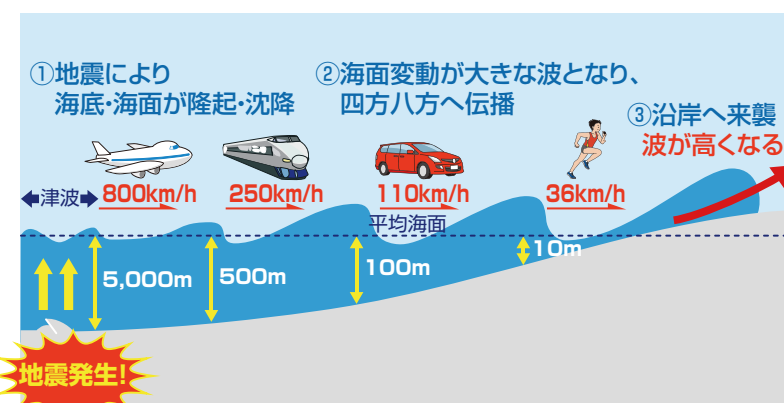 ①地震により
海底・海面が隆起・沈降
②海面変動が大きな波となり、
四方八方へ伝播
③沿岸へ来襲
波が高くなる
津波
800km/h
250km/h
110km/h
36km/h
平均海面
5,000m
500m
100m
10m
地震発生!